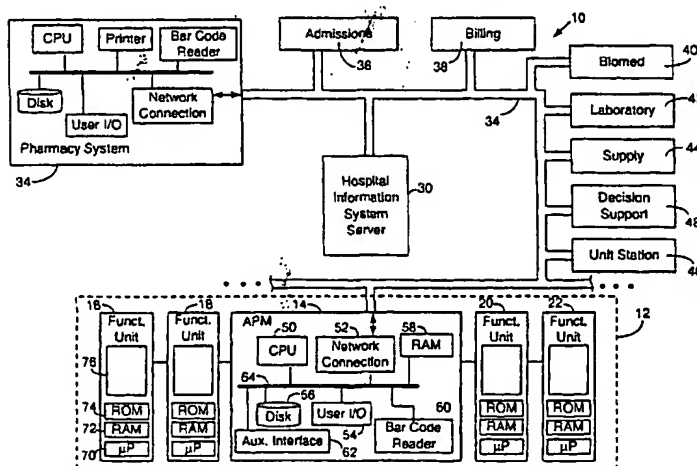 10
CPU
Printer
Bar Code
Reader
Disk
User I/O
Network
Connection
Pharmacy System
34
Admissions
36
Billing
38
Biomed
40
Laboratory
Supply
44
Decision
Support
48
Unit Station
46
34
Hospital
Information
System
Server
30
12
16
Funct.
Unit
76
74
ROM
72
RAM
70
µP
18
Funct.
Unit
ROM
RAM
µP
14
APM
50
CPU
52
Network
Connection
58
RAM
64
56
Disk
User I/O
54
60
Bar Code
Reader
Aux. Interface
62
20
Funct.
Unit
ROM
RAM
µP
22
Funct.
Unit
ROM
RAM
µP